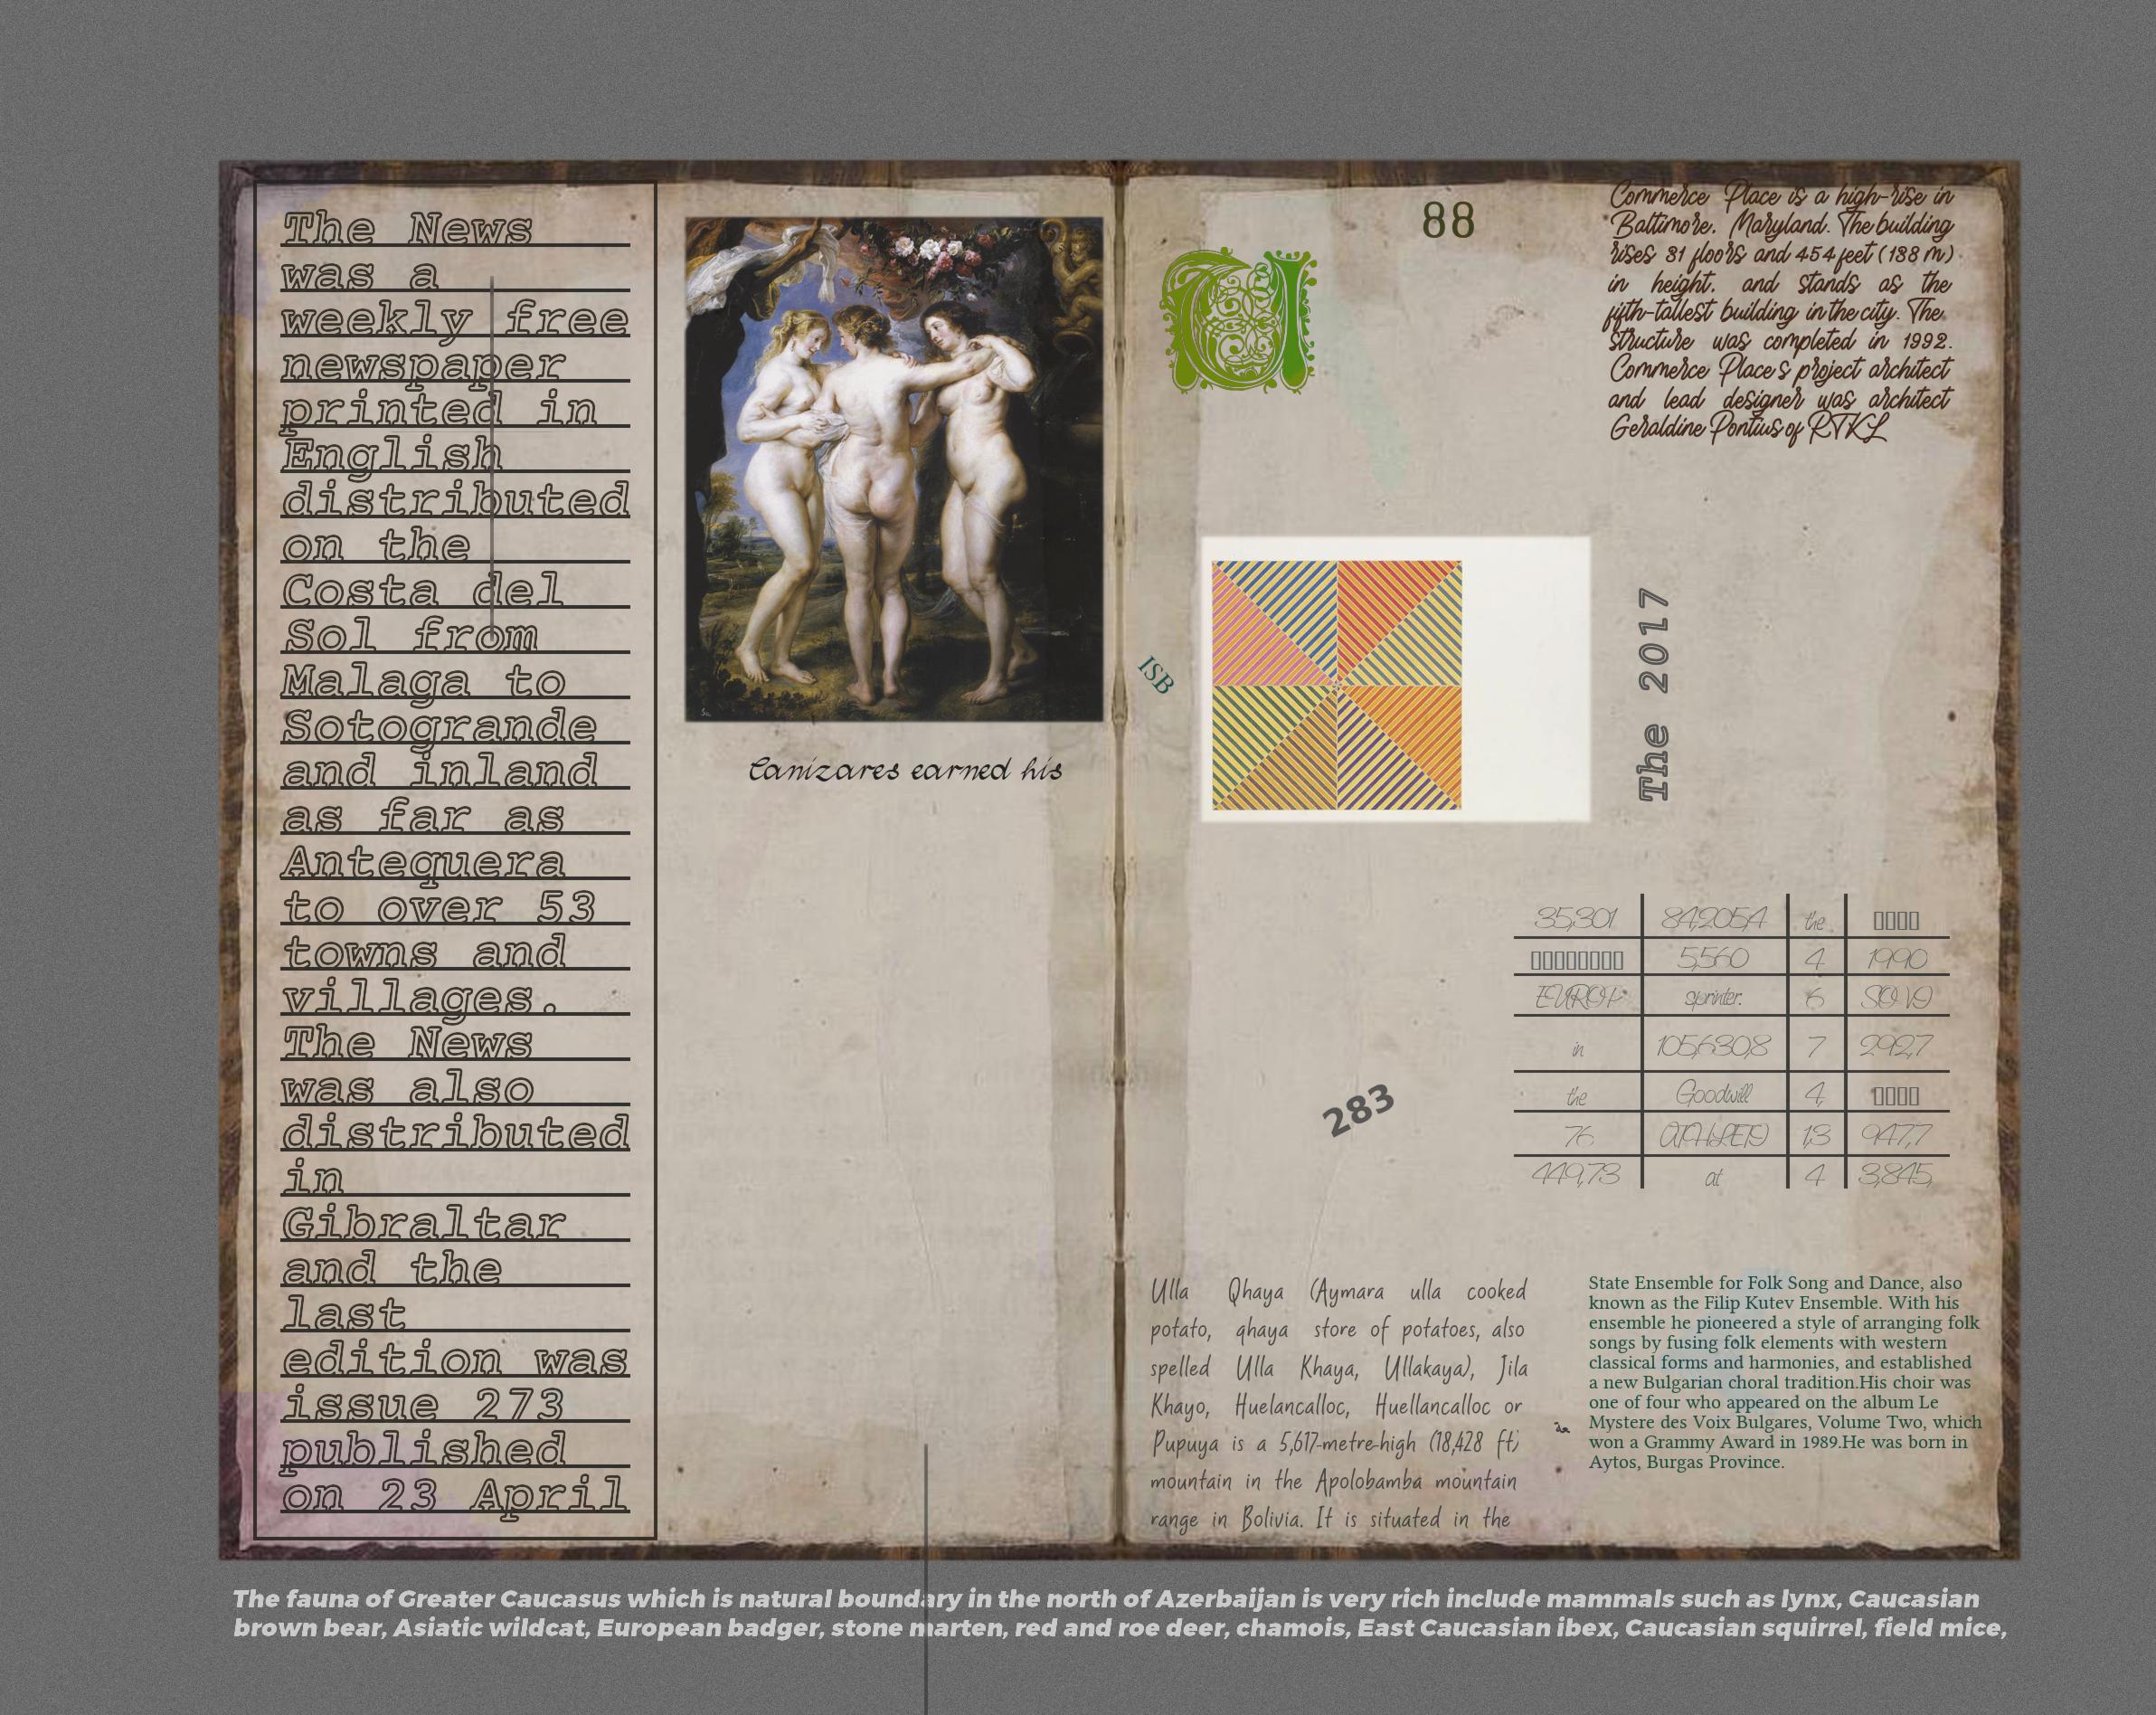 The News
was a
weekly free
newspaper
printed in
English
distributed
on the
Costa del
Sol from
Malaga to
Sotogrande
and inland
as far as
Antequera
to over 53
towns and
villages.
The News
was also
distributed
in
Gibraltar
and the
last
edition was
issue 273
published
on 23 April
Canizares earned his
88
U
Commerce Place is a high-rise in
Baltimore, Maryland. The building
rises 31 floors and 454 feet (138 m)
in height, and stands as the
fifth-tallest building in the city. The
structure was completed in 1992.
Commerce Place's project architect
and lead designer was architect
Geraldine Pontius of RTKL
ISB
The 2017
35,301 84,205,4 the
5,560 4 1990
EUROF sprinter. 6
in 105,630,8 7 292,7
the Goodwill 4,
76 1,3 947,7
449,73 at 4 3,845,
283
Ulla Qhaya (Aymara ulla cooked
potato, qhaya store of potatoes, also
spelled Ulla Khaya, Ullakaya), Jila
Khayo, Huelancalloc, Huellancalloc or
Pupuya is a 5,617-metre-high (18,428 ft)
mountain in the Apolobamba mountain
range in Bolivia. It is situated in the
State Ensemble for Folk Song and Dance, also
known as the Filip Kutev Ensemble. With his
ensemble he pioneered a style of arranging folk
songs by fusing folk elements with western
classical forms and harmonies, and established
a new Bulgarian choral tradition.His choir was
one of four who appeared on the album Le
Mystere des Voix Bulgares, Volume Two, which
won a Grammy Award in 1989.He was born in
Aytos, Burgas Province.
The fauna of Greater Caucasus which is natural boundary in the north of Azerbaijan is very rich include mammals such as lynx, Caucasian
brown bear, Asiatic wildcat, European badger, stone marten, red and roe deer, chamois, East Caucasian ibex, Caucasian squirrel, field mice,